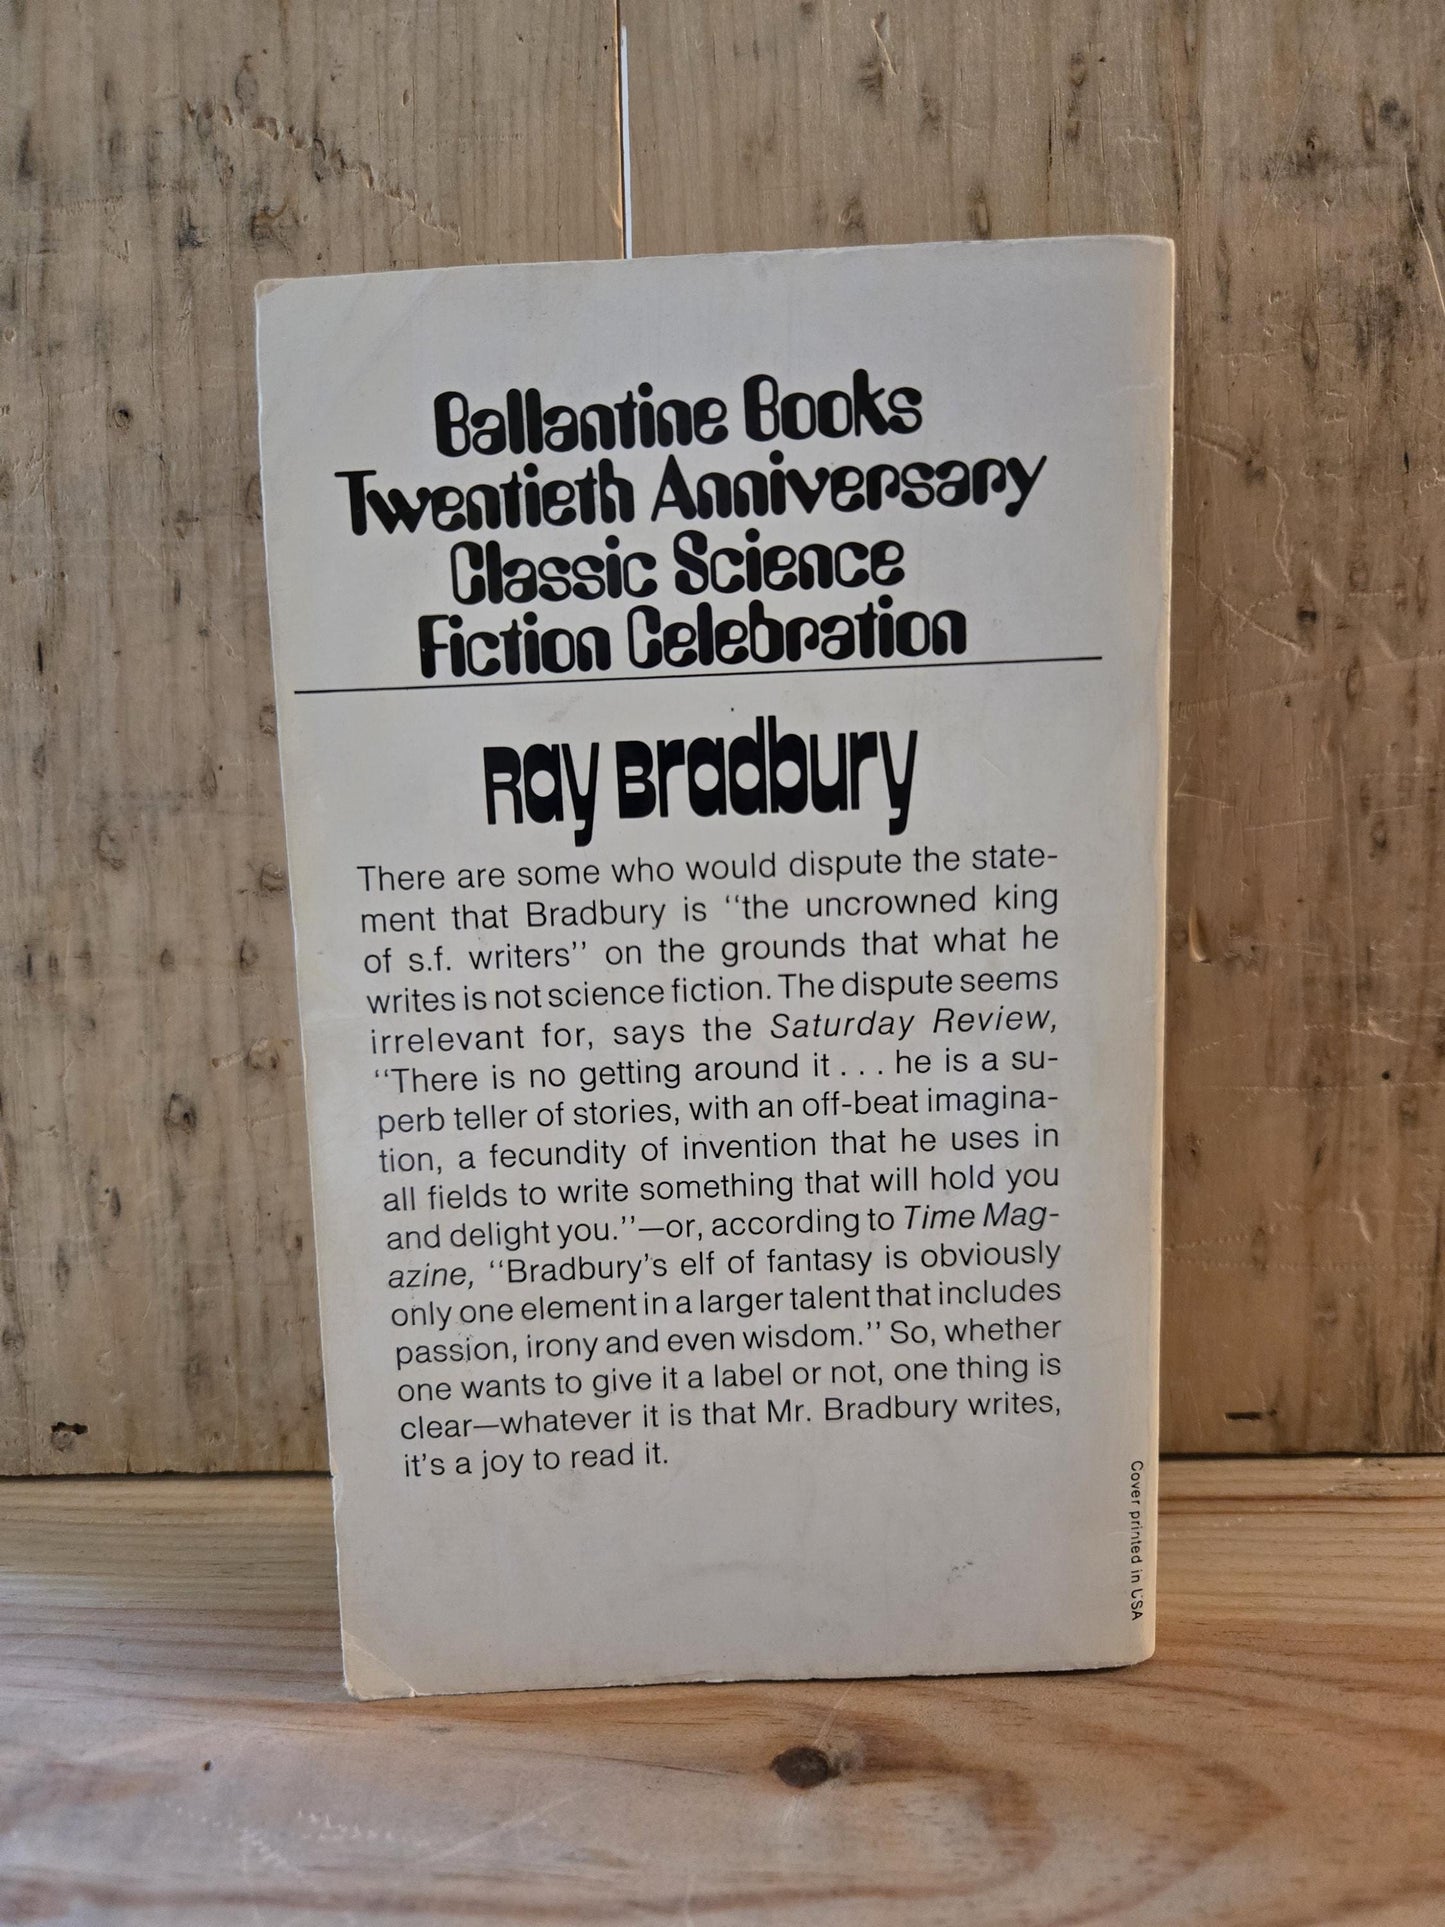 Ballantine Books
Twentieth Anniversary
Classic Science
Fiction Celebration
Ray Bradbury
There are some who would dispute the state-
ment that Bradbury is ‘‘the uncrowned king
of s.f. writers’’ on the grounds that what he
writes is not science fiction. The dispute seems
irrelevant for, says the Saturday Review,
‘‘There is no getting around it . . . he is a su-
perb teller of stories, with an off-beat imagina-
tion, a fecundity of invention that he uses in
all fields to write something that will hold you
and delight you.’’—or, according to Time Mag-
azine, ‘‘Bradbury’s elf of fantasy is obviously
only one element in a larger talent that includes
passion, irony and even wisdom.’’ So, whether
one wants to give it a label or not, one thing is
clear—whatever it is that Mr. Bradbury writes,
it’s a joy to read it.
Cover printed in USA